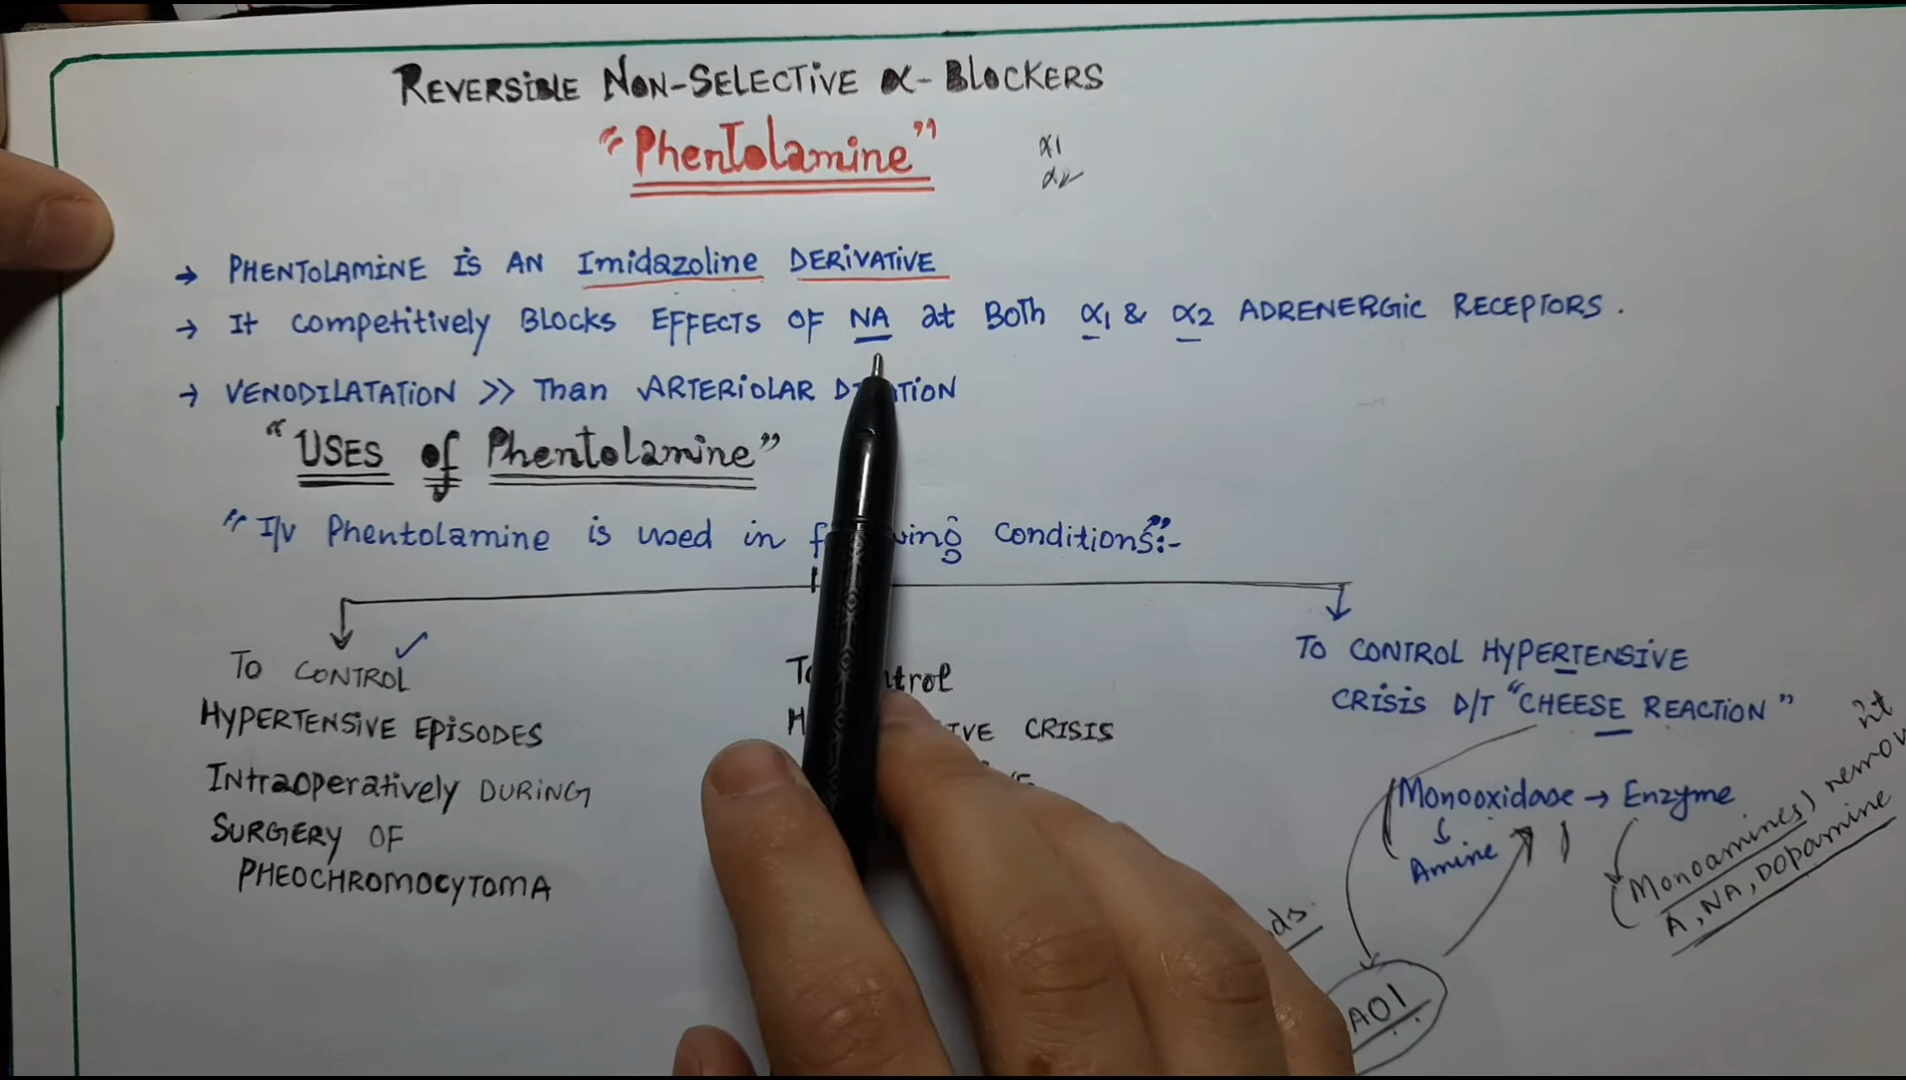 REVERSIBLE NON-SELECTIVE α-BLOCKERS
"PhenTolamine"
α1
α2
→ PHENTOLAMINE IS AN Imidazoline DERIVATIVE
→ It competitively BLOCKS EFFECTS OF NA at Both α1 & α2 ADRENERGIC RECEPTORS.
→ VENODILATATION >> Than ARTERIOLAR
"USES of Phentolamine"
"I/V Phentolamine is used in conditions":-
To CONTROL
HYPERTENSIVE EPISODES
INtraoperatively DURING
SURGERY OF
PHEOCHROMOCYTOMA
CRISIS
To CONTROL HYPERTENSIVE
CRISIS D/T "CHEESE REACTION"
Monooxidase → Enzyme
Amine
(Monoamines)
A, NA, Dopamine